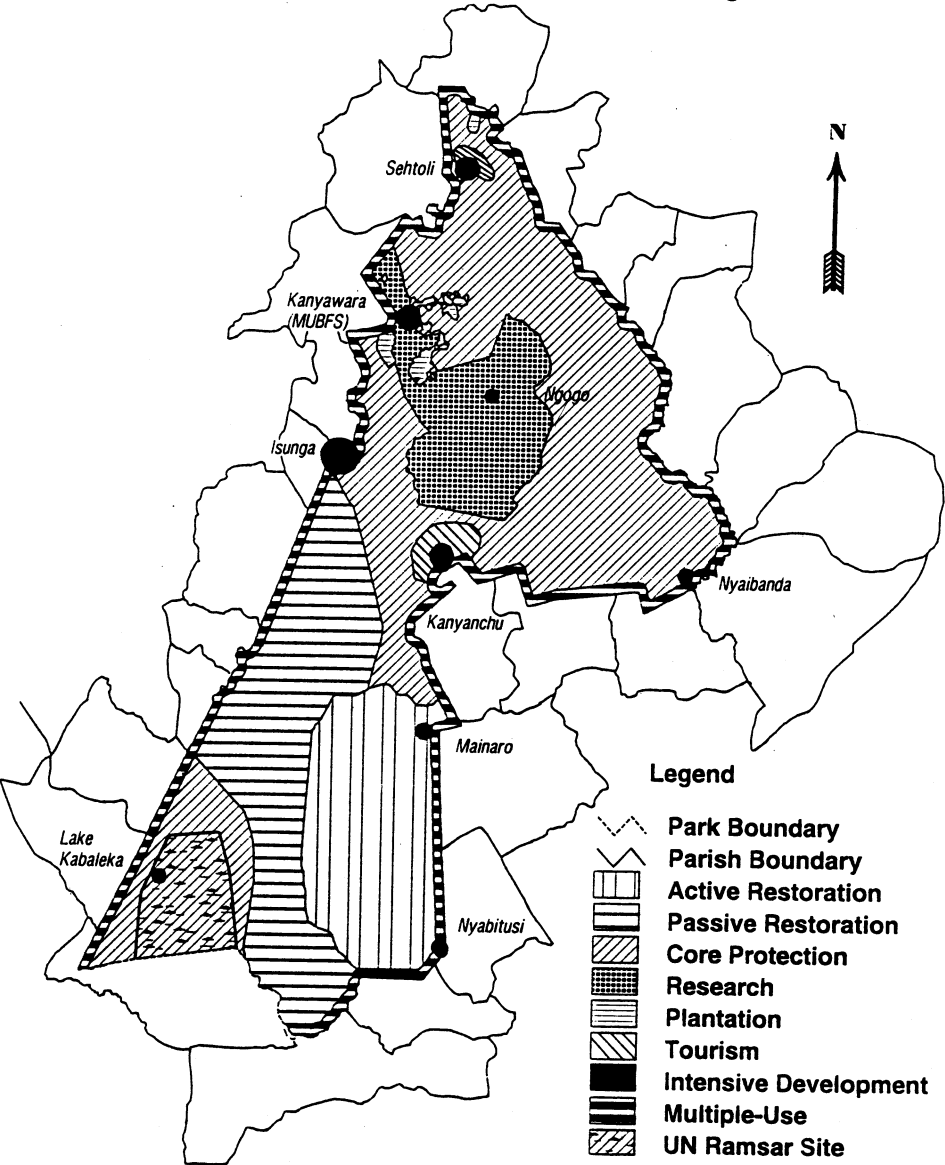 N
Sehtoli
Kanyawara
(MUBFS)
Ngogo
Isunga
Nyaibanda
Kanyanchu
Mainaro
Lake
Kabaleka
Nyabitusi
Legend
Park Boundary
Parish Boundary
Active Restoration
Passive Restoration
Core Protection
Research
Plantation
Tourism
Intensive Development
Multiple-Use
UN Ramsar Site